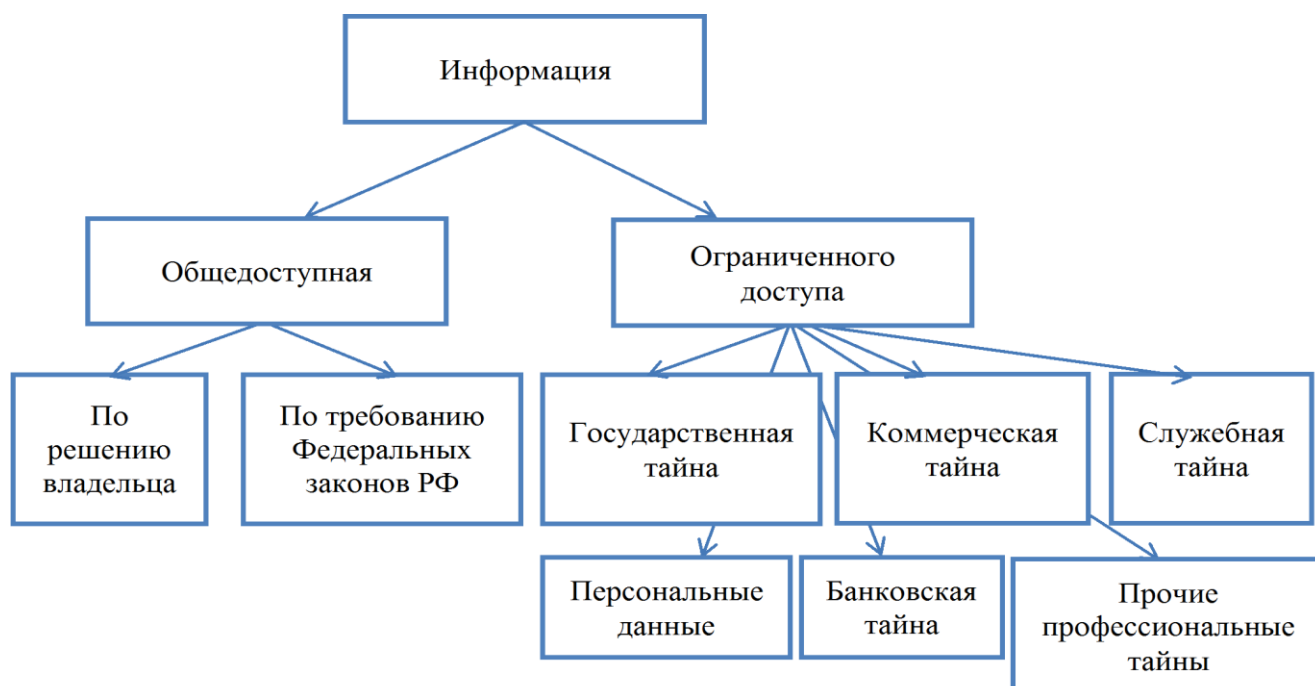 Информация
Общедоступная
Ограниченного
доступа
По
решению
владельца
По требованию
Федеральных
законов РФ
Государственная
тайна
Коммерческая
тайна
Служебная
тайна
Персональные
данные
Банковская
тайна
Прочие
профессиональные
тайны